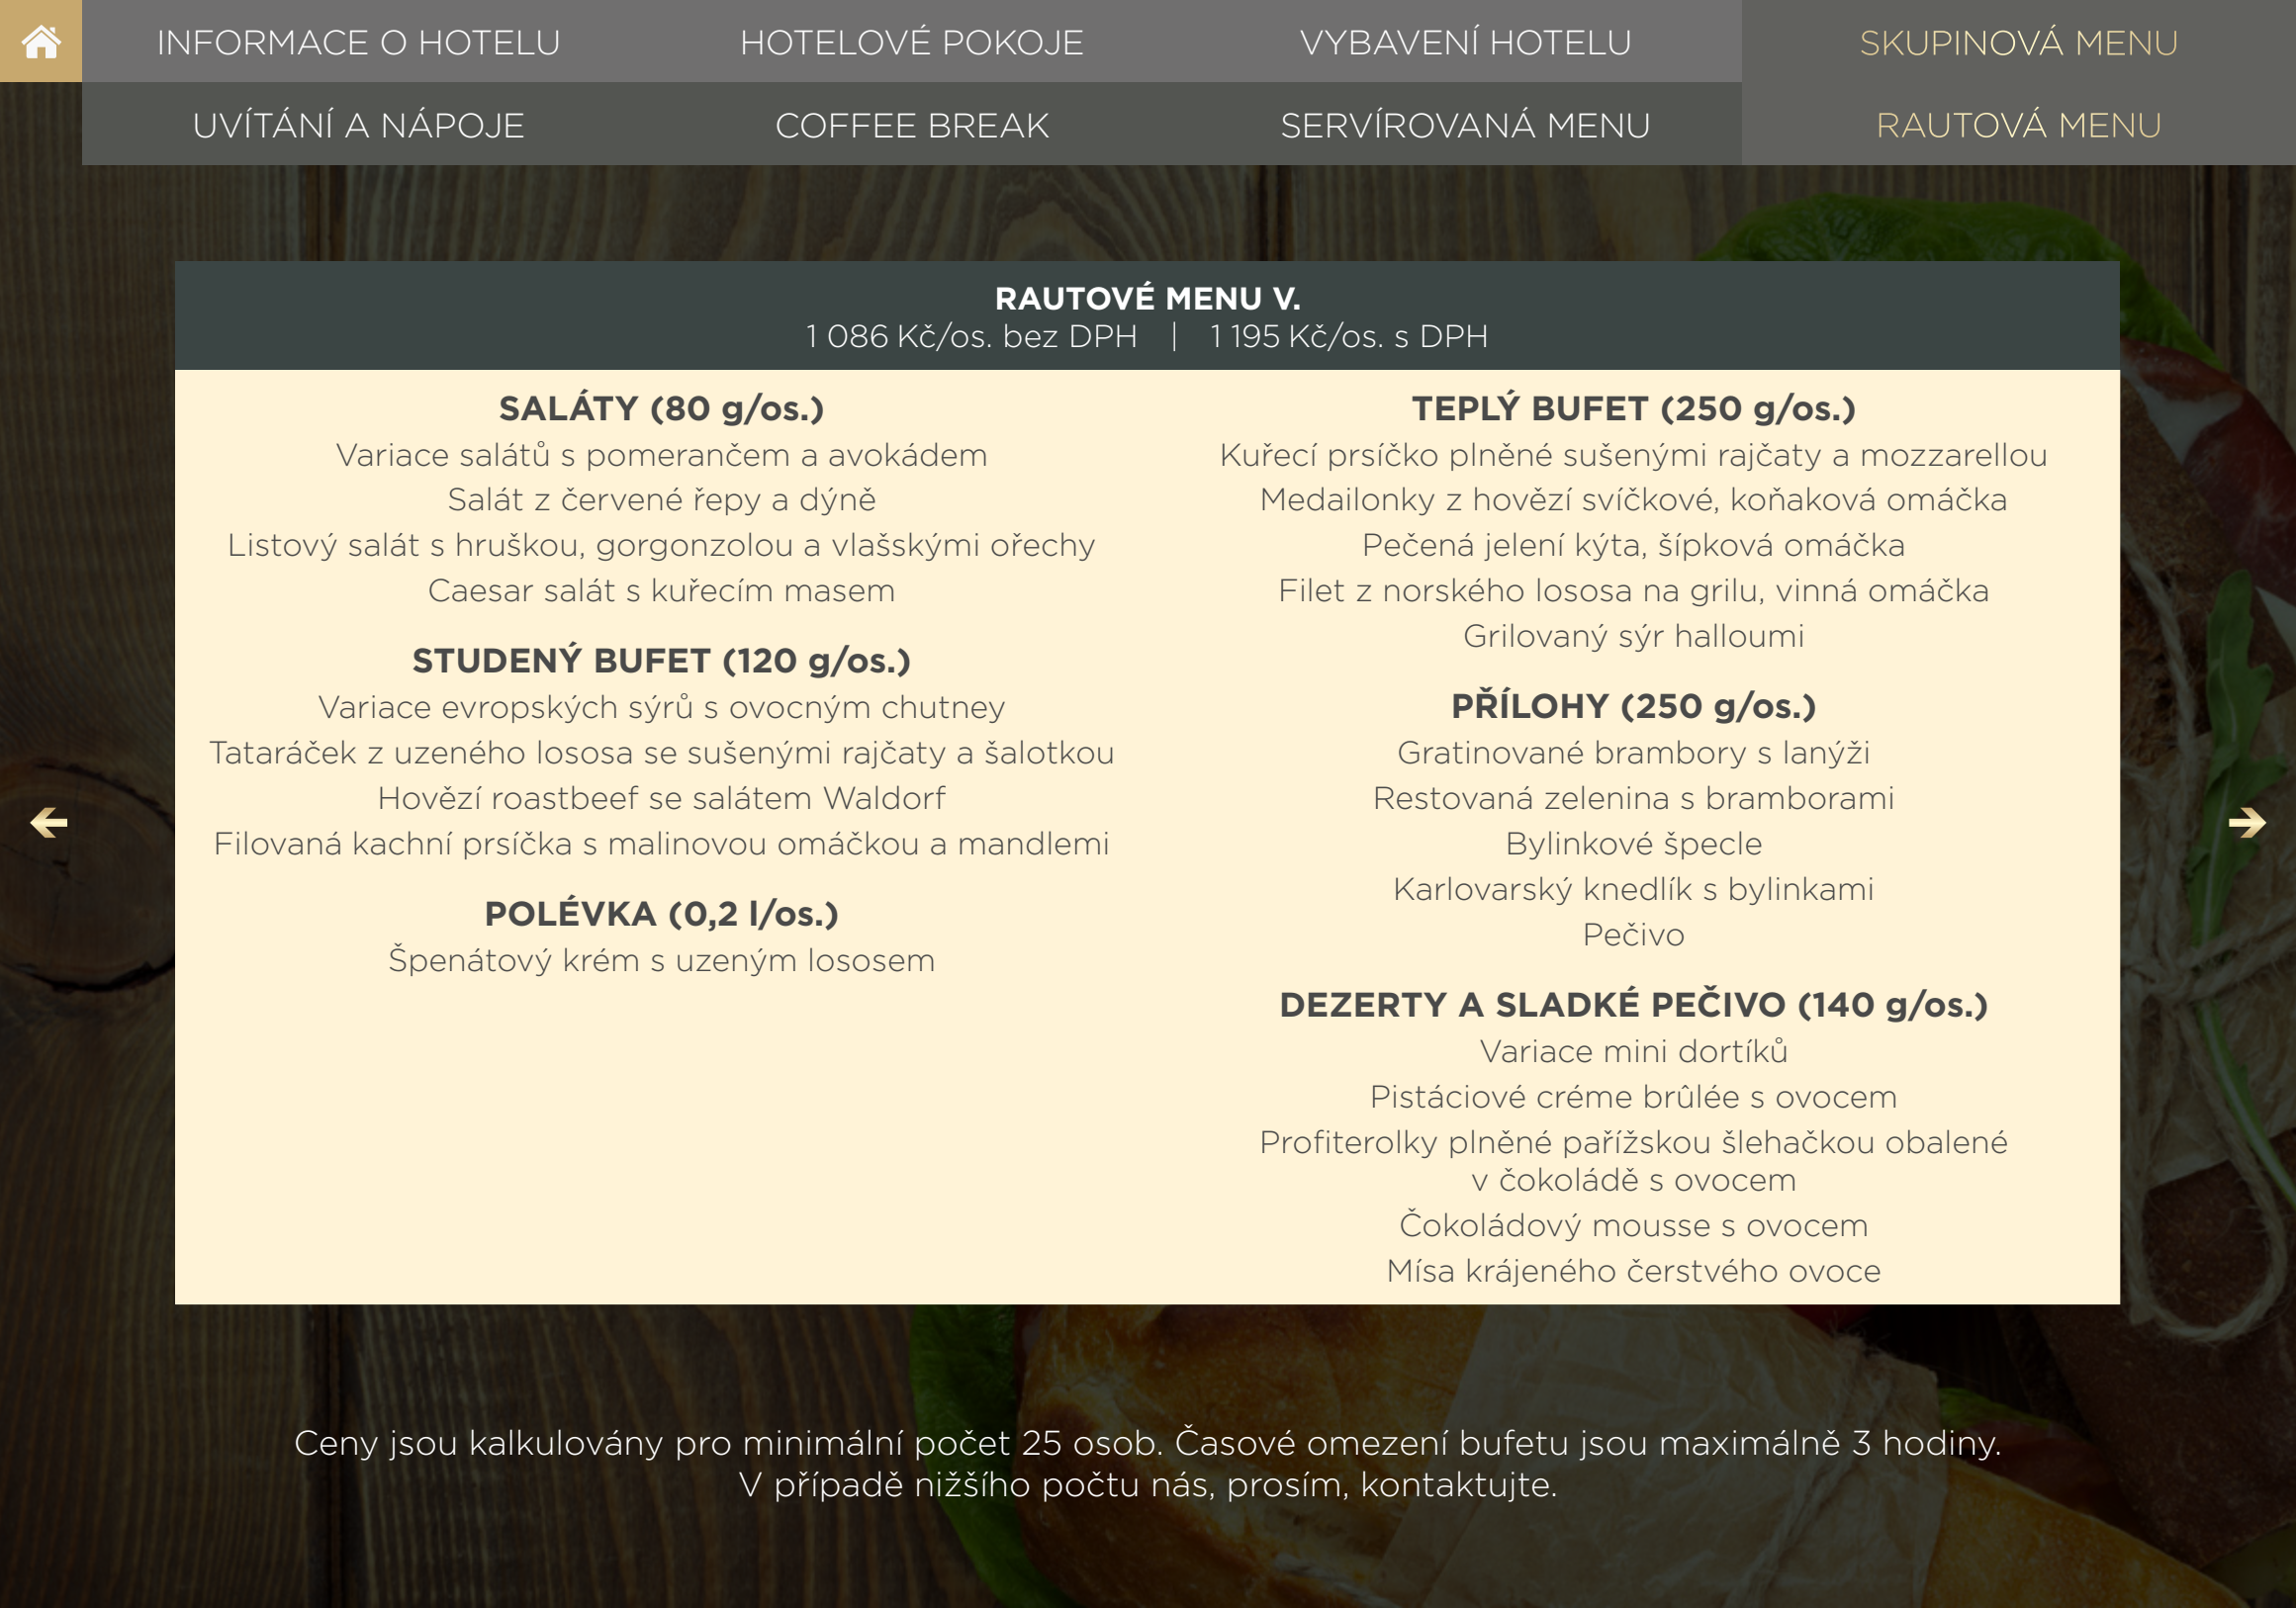 INFORMACE O HOTELU
HOTELOVÉ POKOJE
VYBAVENÍ HOTELU
SKUPINOVÁ MENU
UVÍTÁNÍ A NÁPOJE
COFFEE BREAK
SERVÍROVANÁ MENU
RAUTOVÁ MENU
RAUTOVÉ MENU V.
1 086 Kč/os. bez DPH | 1 195 Kč/os. s DPH
SALÁTY (80 g/os.)
Variace salátů s pomerančem a avokádem
Salát z červené řepy a dýně
Listový salát s hruškou, gorgonzolou a vlašskými ořechy
Caesar salát s kuřecím masem
STUDENÝ BUFET (120 g/os.)
Variace evropských sýrů s ovocným chutney
Tataráček z uzeného lososa se sušenými rajčaty a šalotkou
Hovězí roastbeef se salátem Waldorf
Filovaná kachní prsíčka s malinovou omáčkou a mandlemi
POLÉVKA (0,2 l/os.)
Špenátový krém s uzeným lososem
TEPLÝ BUFET (250 g/os.)
Kuřecí prsíčko plněné sušenými rajčaty a mozzarellou
Medailonky z hovězí svíčkové, koňaková omáčka
Pečená jelení kýta, šípková omáčka
Filet z norského lososa na grilu, vinná omáčka
Grilovaný sýr halloumi
PŘÍLOHY (250 g/os.)
Gratinované brambory s lanýži
Restovaná zelenina s bramborami
Bylinkové špecle
Karlovarský knedlík s bylinkami
Pečivo
DEZERTY A SLADKÉ PEČIVO (140 g/os.)
Variace mini dortíků
Pistáciové créme brûlée s ovocem
Profiterolky plněné pařížskou šlehačkou obalené
v čokoládě s ovocem
Čokoládový mousse s ovocem
Mísa krájeného čerstvého ovoce
Ceny jsou kalkulovány pro minimální počet 25 osob. Časové omezení bufetu jsou maximálně 3 hodiny.
V případě nižšího počtu nás, prosím, kontaktujte.